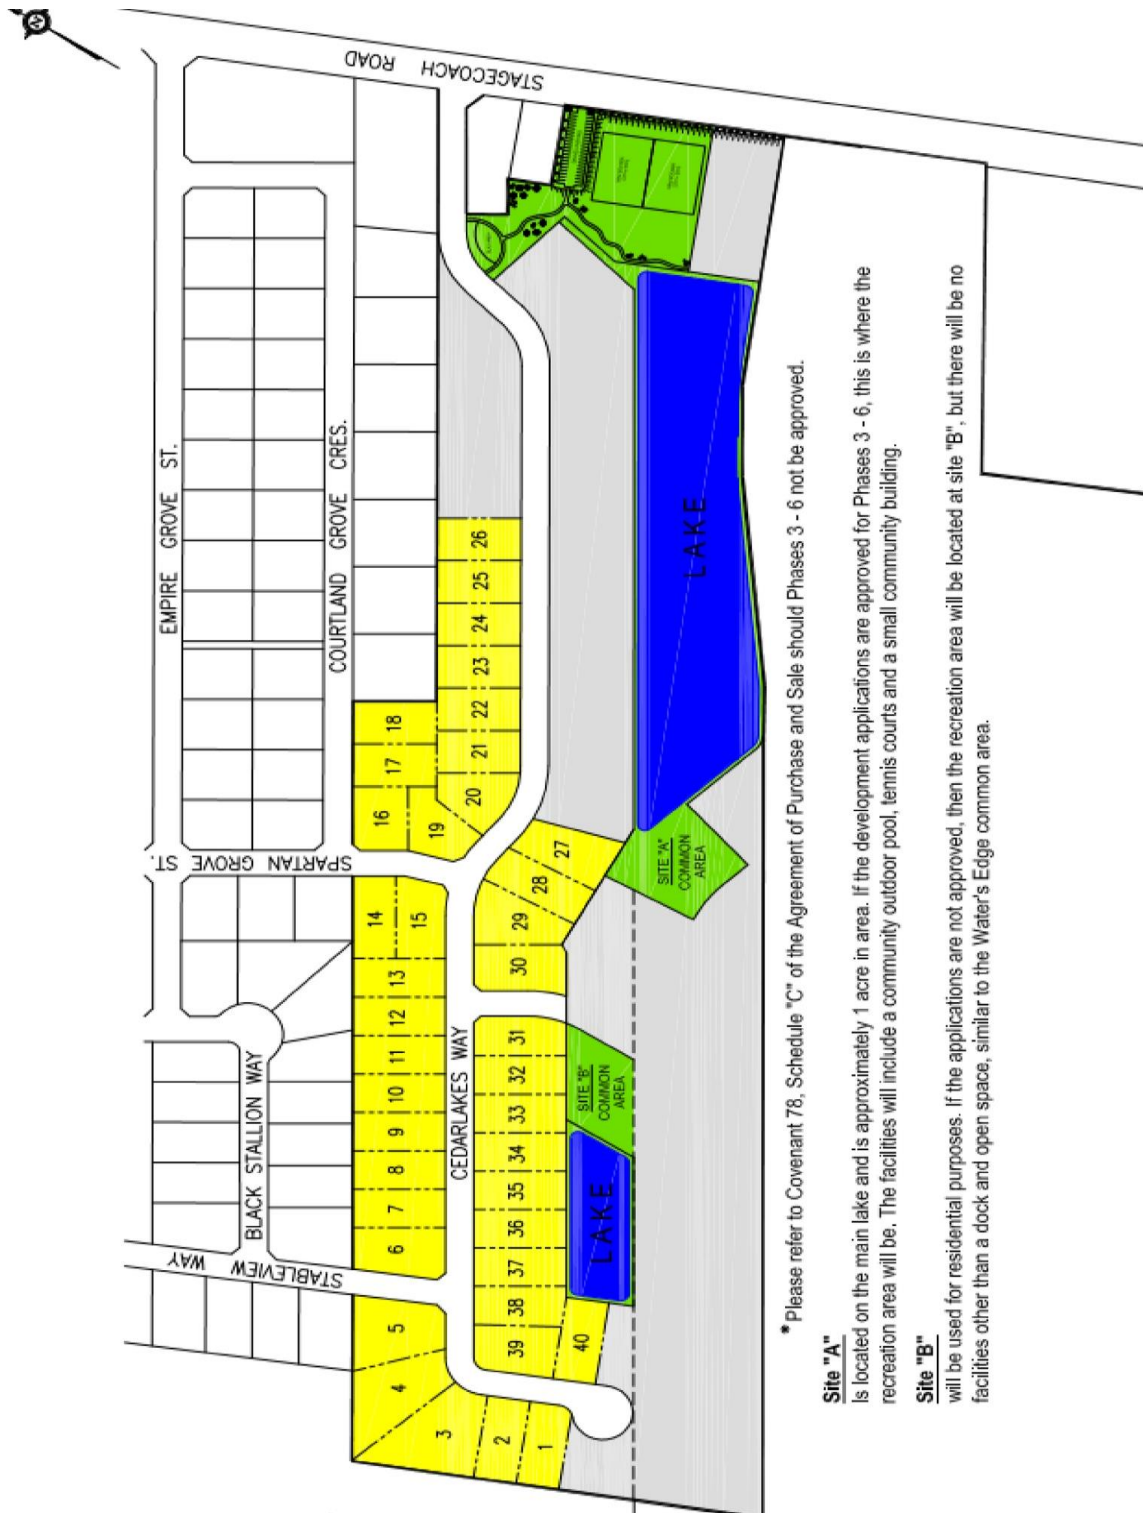 N
STAGECOACH ROAD
EMPIRE GROVE ST.
COURTLAND GROVE CRES.
SPARTAN GROVE ST.
BLACK STALLION WAY
STABLEVIEW WAY
CEDARLAKES WAY
1
2
3
4
5
6
7
8
9
10
11
12
13
14
15
16
17
18
19
20
21
22
23
24
25
26
27
28
29
30
31
32
33
34
35
36
37
38
39
40
LAKE
SITE "B"
COMMON
AREA
SITE "A"
COMMON
AREA
LAKE
*Please refer to Covenant 78, Schedule "C" of the Agreement of Purchase and Sale should Phases 3 - 6 not be approved.
Site "A"
Is located on the main lake and is approximately 1 acre in area. If the development applications are approved for Phases 3 - 6, this is where the
recreation area will be. The facilities will include a community outdoor pool, tennis courts and a small community building.
Site "B"
will be used for residential purposes. If the applications are not approved, then the recreation area will be located at site "B", but there will be no
facilities other than a dock and open space, similar to the Water's Edge common area.